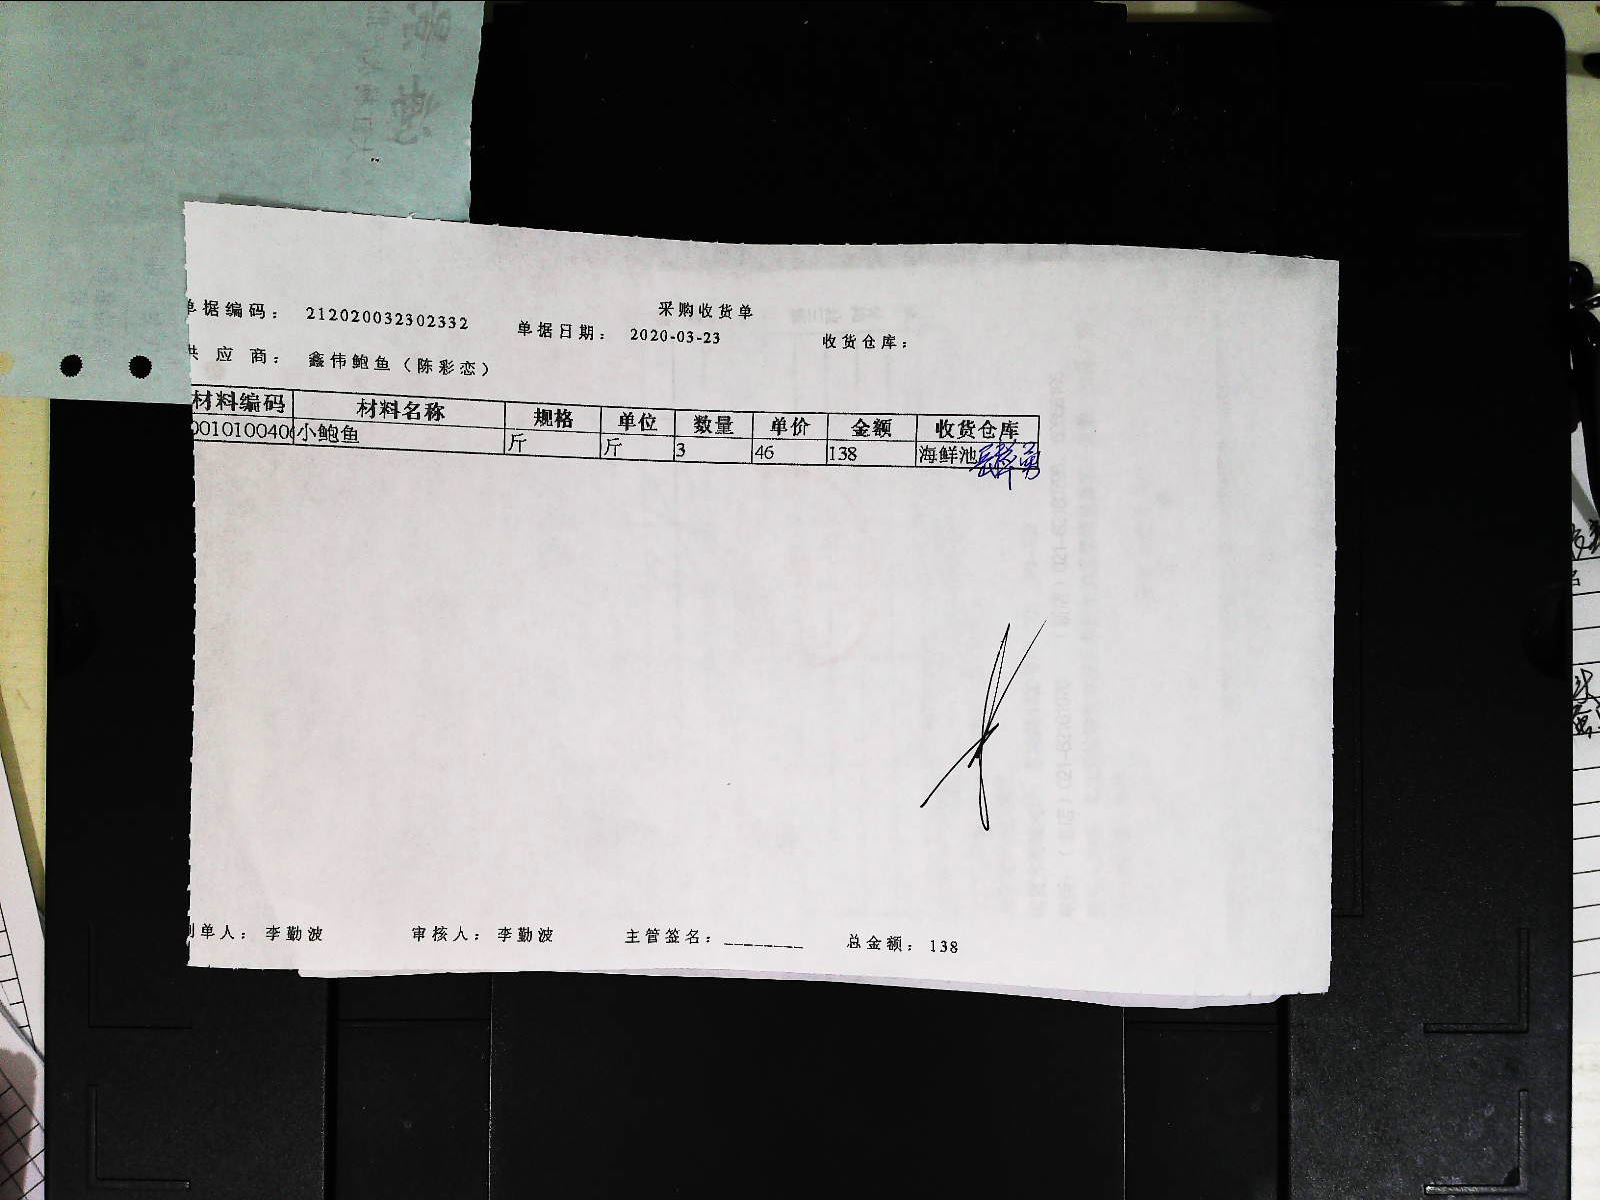 采购收货单
单据编码： 212020032302332 单据日期： 2020-03-23 收货仓库：
供 应 商： 鑫伟鲍鱼（陈彩恋）
材料编码 材料名称 规格 单位 数量 单价 金额 收货仓库
0010100406 小鲍鱼 斤 斤 3 46 138 海鲜池
制单人： 李勤波 审核人： 李勤波 主管签名：________ 总金额： 138